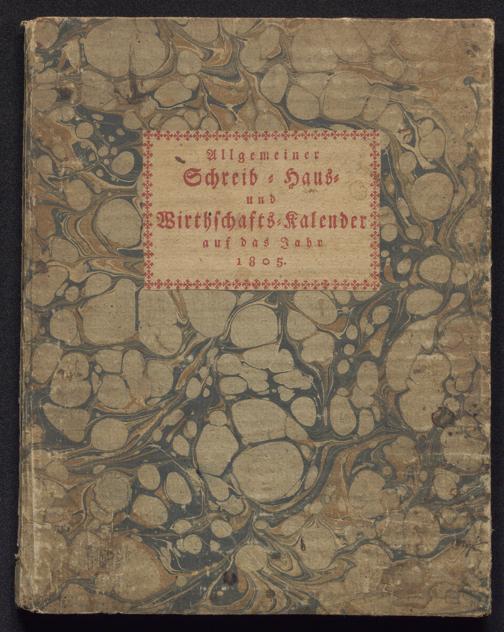 Allgemeiner
Schreib - Haus-
und
Wirthschafts-Kalender
auf das Jahr
1805.